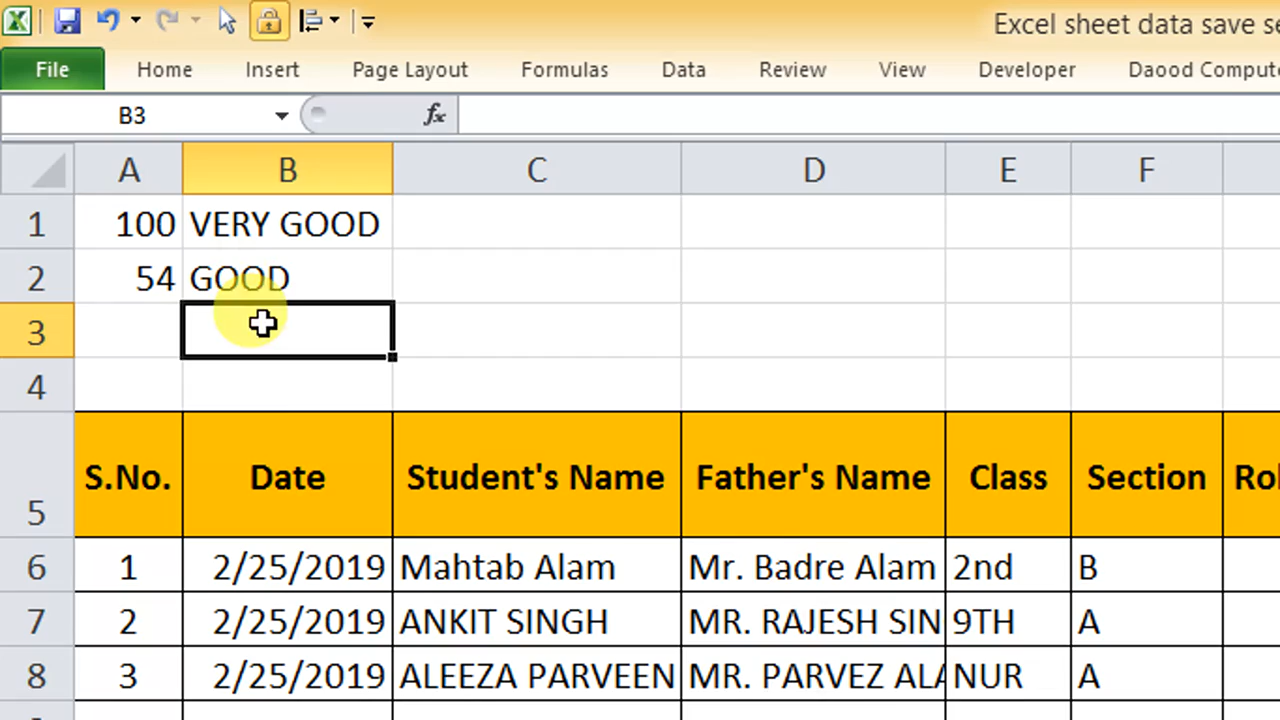 Excel sheet data save se
File Home Insert Page Layout Formulas Data Review View Developer Daood Compute
B3 fx
A B C D E F
1 100 VERY GOOD
2 54 GOOD
3
4
5 S.No. Date Student's Name Father's Name Class Section Rol
6 1 2/25/2019 Mahtab Alam Mr. Badre Alam 2nd B
7 2 2/25/2019 ANKIT SINGH MR. RAJESH SIN 9TH A
8 3 2/25/2019 ALEEZA PARVEEN MR. PARVEZ ALA NUR A